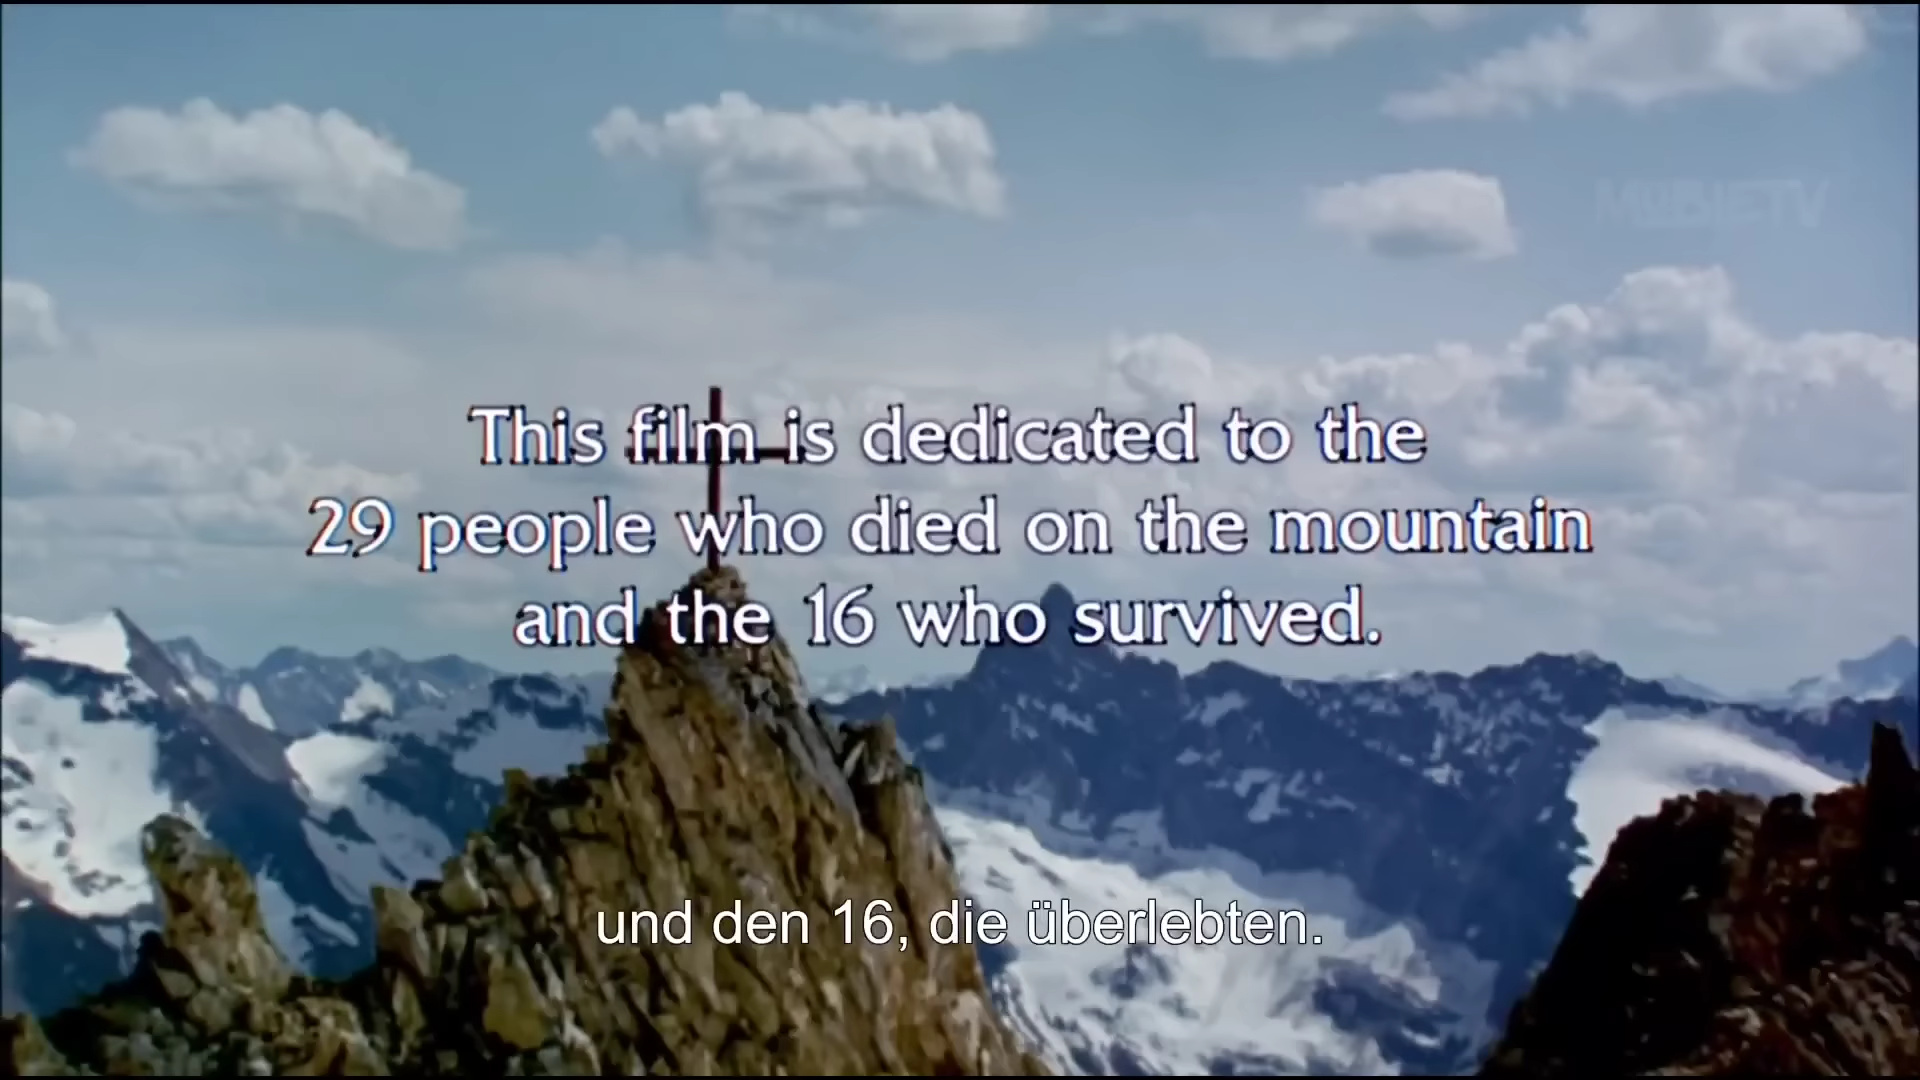 This film is dedicated to the
29 people who died on the mountain
and the 16 who survived.
und den 16, die überlebten.